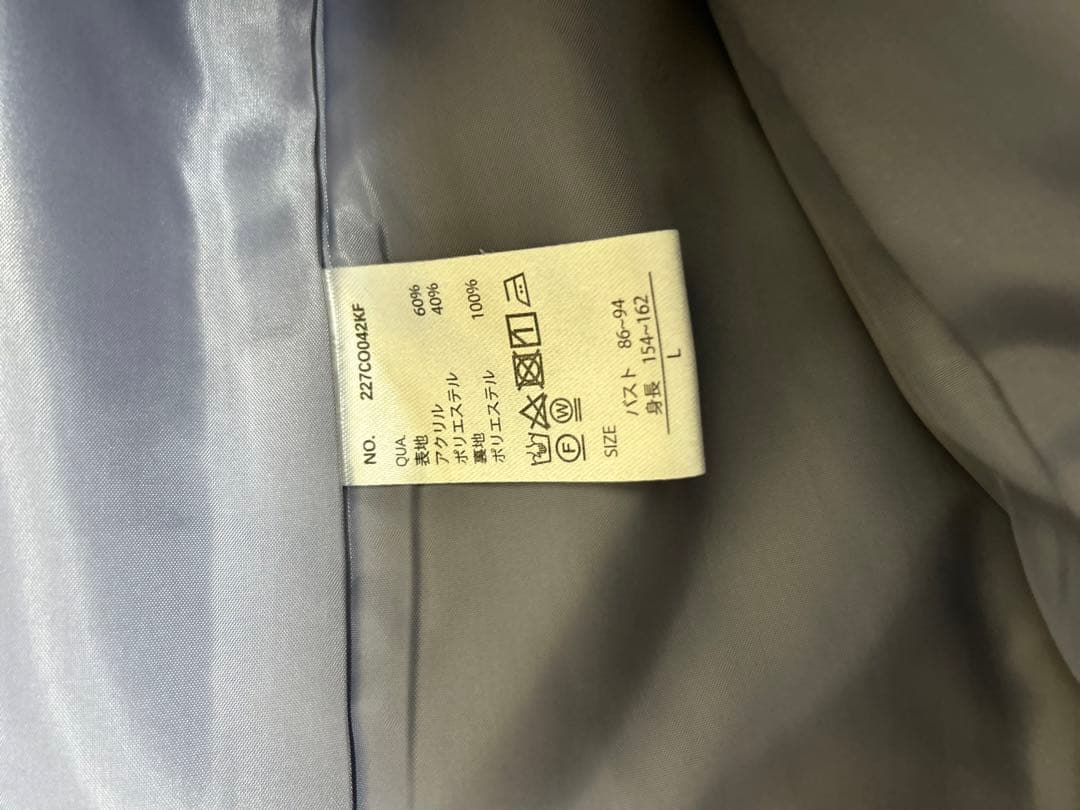 NO. 227CO042KF
QUA.
表地
アクリル 60%
ポリエステル 40%
裏地
ポリエステル 100%
F W
SIZE
バスト 86~94
身長 154~162
L